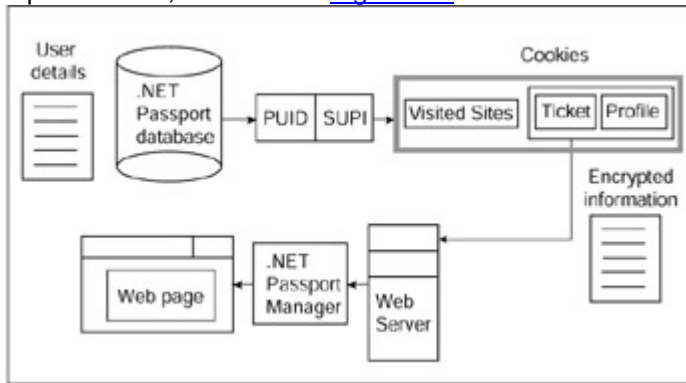 User
details
.NET
Passport
database
PUID SUPI
Cookies
Visited Sites Ticket Profile
Encrypted
information
Web page
.NET
Passport
Manager
Web
Server